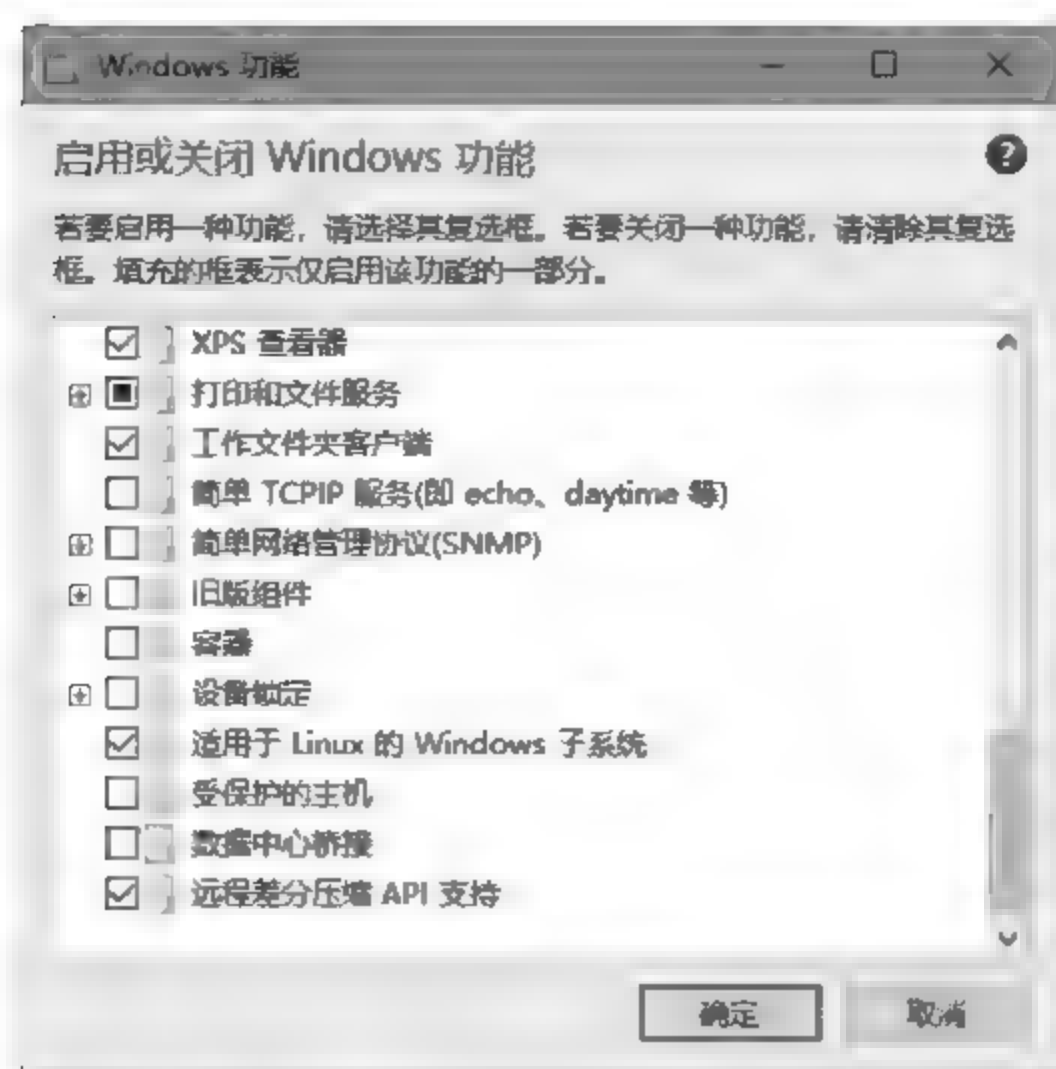 Windows 功能
启用或关闭 Windows 功能
若要启用一种功能，请选择其复选框。若要关闭一种功能，请清除其复选
框。填充的框表示仅启用该功能的一部分。
XPS 查看器
打印和文件服务
工作文件夹客户端
简单 TCPIP 服务(即 echo、daytime 等)
简单网络管理协议(SNMP)
旧版组件
容器
设备锁定
适用于 Linux 的 Windows 子系统
受保护的主机
数据中心桥接
远程差分压缩 API 支持
确定
取消